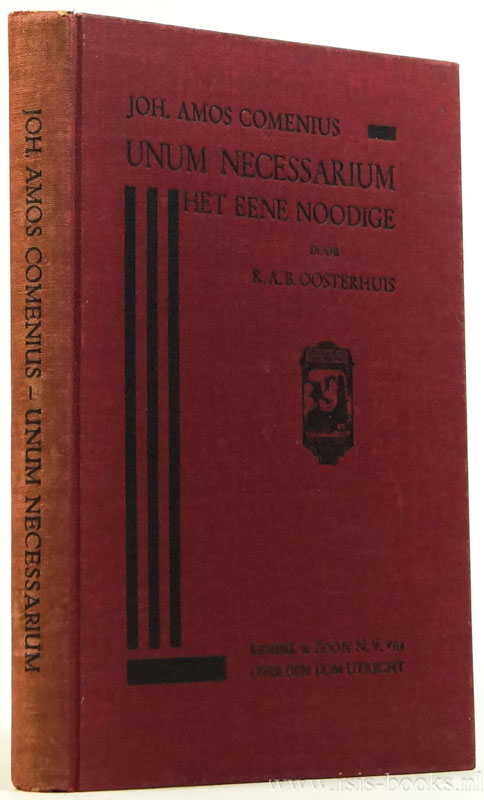 JOH. AMOS COMENIUS – UNUM NECESSARIUM
JOH. AMOS COMENIUS
UNUM NECESSARIUM
HET EENE NOODIGE
DOOR
R. A. B. OOSTERHUIS
KEMINK & ZOON N. V.
OVER DEN DOM UTRECHT
www.isis-books.nl